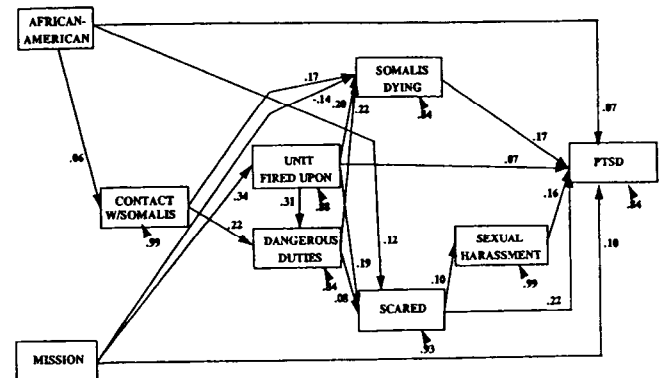 AFRICAN-
AMERICAN
.17
SOMALIS
DYING
-.14
.20
.22
.84
.07
.17
.06
UNIT
FIRED UPON
.07
PTSD
.34
.88
.84
CONTACT
W/SOMALIS
.31
.16
.22
.12
SEXUAL
HARASSMENT
.10
.99
DANGEROUS
DUTIES
.19
.84
.08
.10
.99
SCARED
.22
.93
MISSION